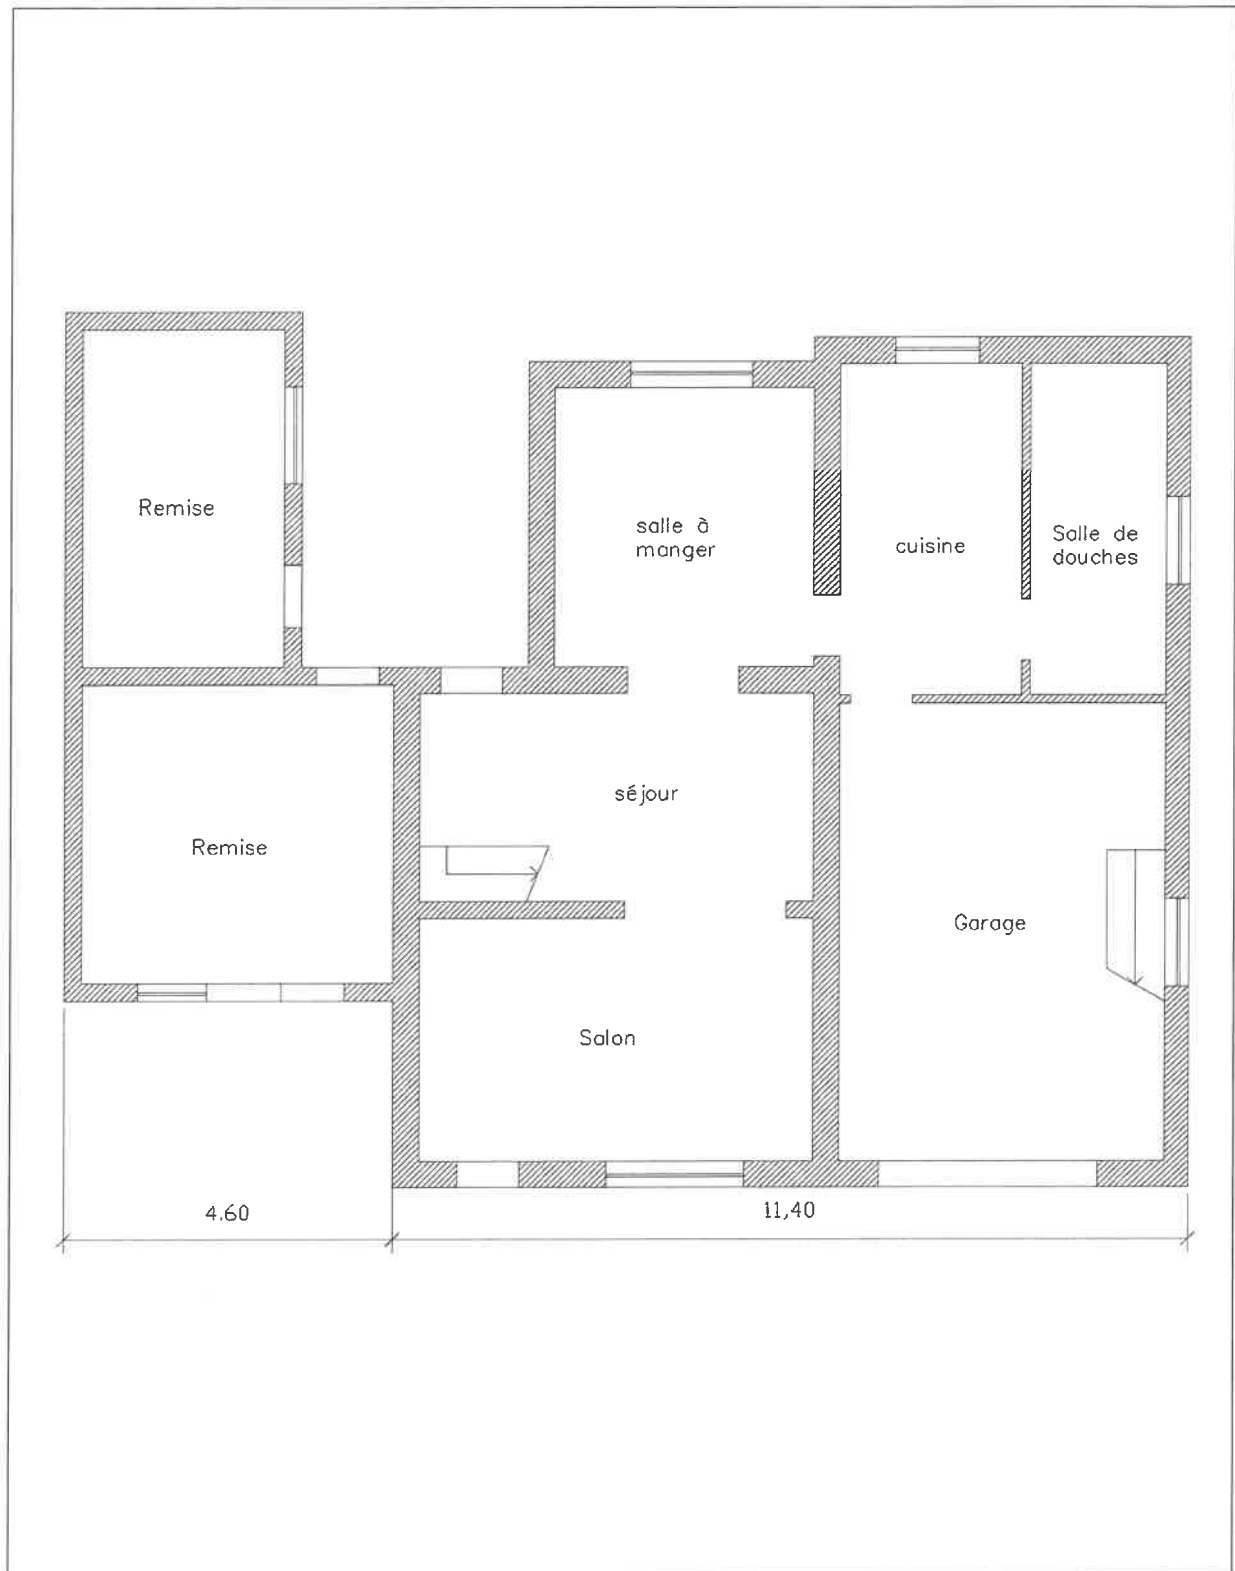 Remise
salle à
manger
cuisine
Salle de
douches
séjour
Remise
Garage
Salon
4.60
11,40